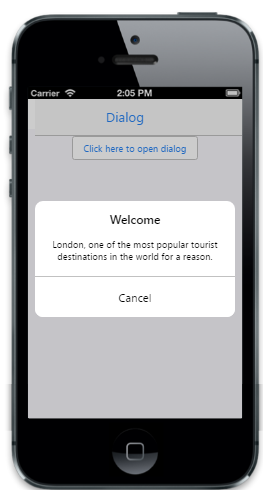 Carrier 2:05 PM
Dialog
Click here to open dialog
Welcome
London, one of the most popular tourist
destinations in the world for a reason.
Cancel